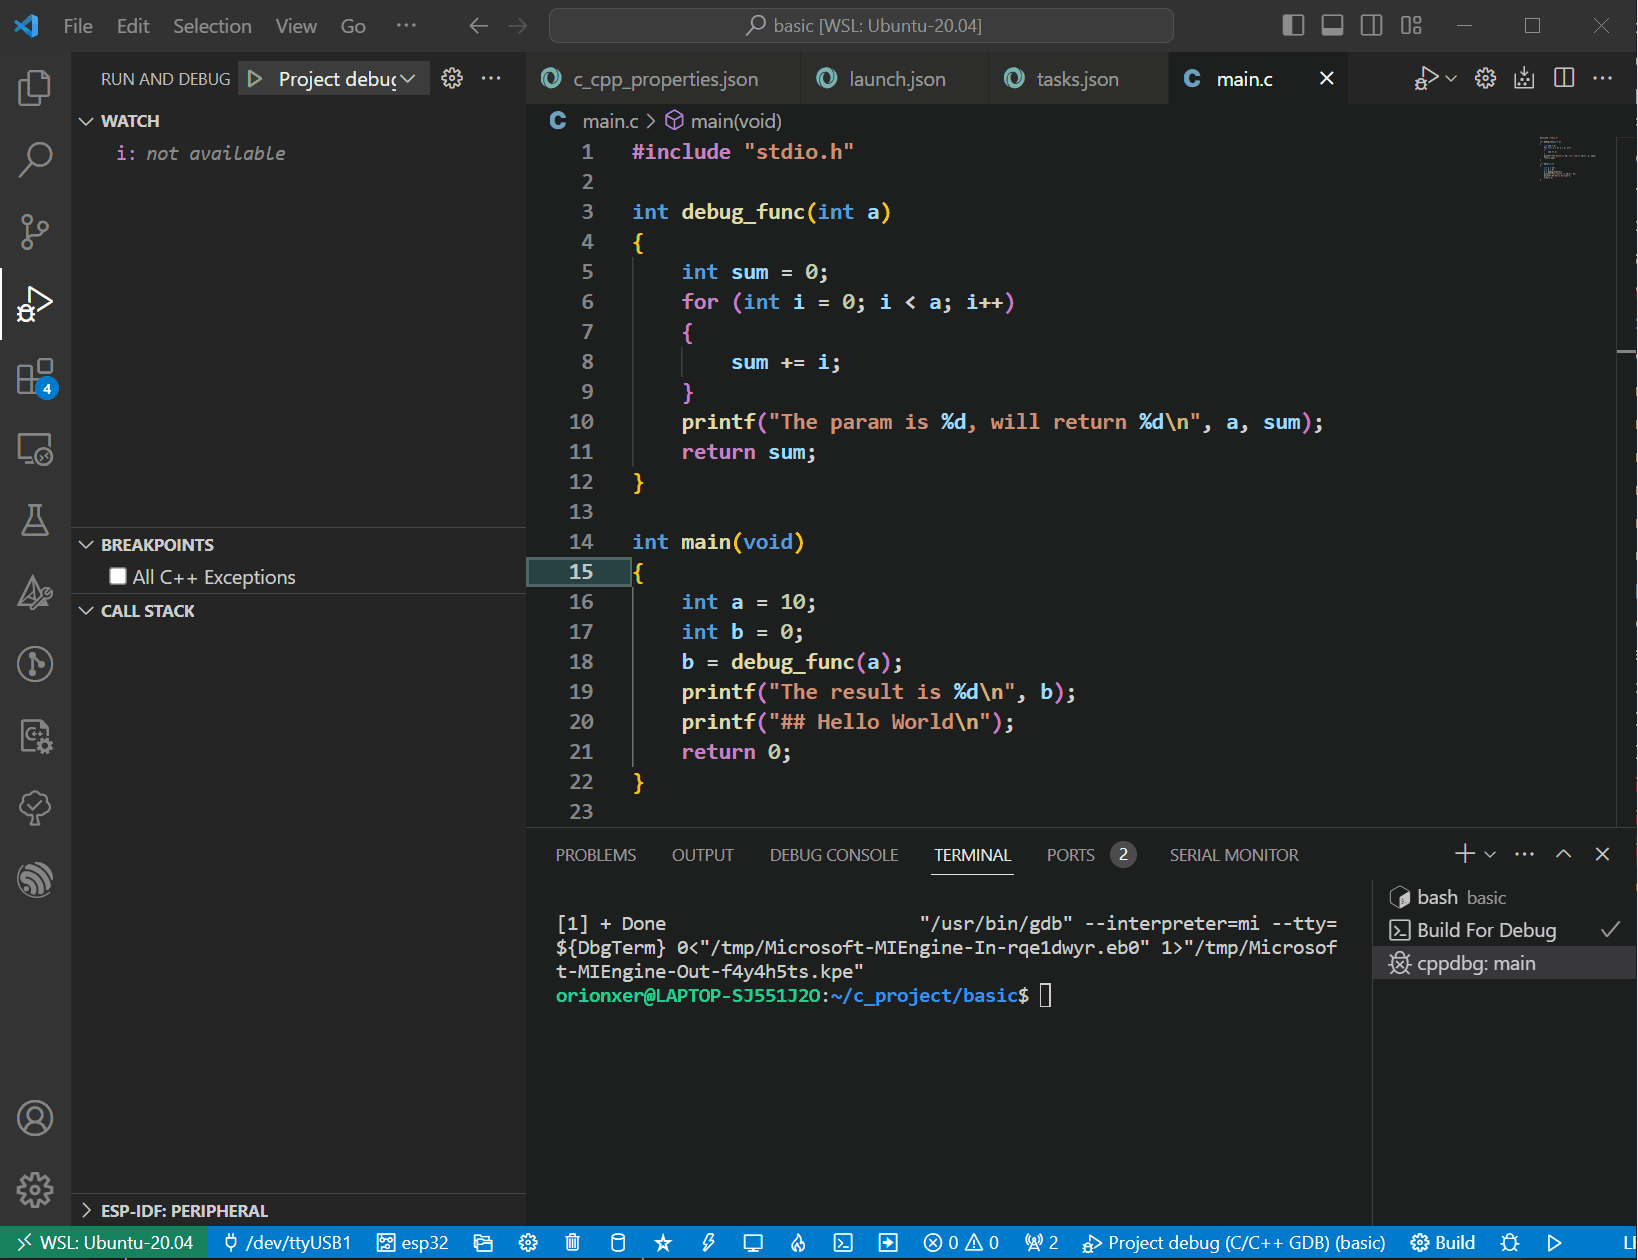 File Edit Selection View Go ··· basic [WSL: Ubuntu-20.04]
RUN AND DEBUG Project debug
WATCH
i: not available
BREAKPOINTS
All C++ Exceptions
CALL STACK
ESP-IDF: PERIPHERAL
4
c_cpp_properties.json launch.json tasks.json C main.c
C main.c > main(void)
1 #include "stdio.h"
2
3 int debug_func(int a)
4 {
5 int sum = 0;
6 for (int i = 0; i < a; i++)
7 {
8 sum += i;
9 }
10 printf("The param is %d, will return %d\n", a, sum);
11 return sum;
12 }
13
14 int main(void)
15 {
16 int a = 10;
17 int b = 0;
18 b = debug_func(a);
19 printf("The result is %d\n", b);
20 printf("## Hello World\n");
21 return 0;
22 }
23
PROBLEMS OUTPUT DEBUG CONSOLE TERMINAL PORTS 2 SERIAL MONITOR
[1] + Done "/usr/bin/gdb" --interpreter=mi --tty=
${DbgTerm} 0<"/tmp/Microsoft-MIEngine-In-rqe1dwyr.eb0" 1>"/tmp/Microsof
t-MIEngine-Out-f4y4h5ts.kpe"
orionxer@LAPTOP-SJ551J2O:~/c_project/basic$
bash basic
Build For Debug
cppdbg: main
WSL: Ubuntu-20.04 /dev/ttyUSB1 esp32 0 0 2 Project debug (C/C++ GDB) (basic) Build